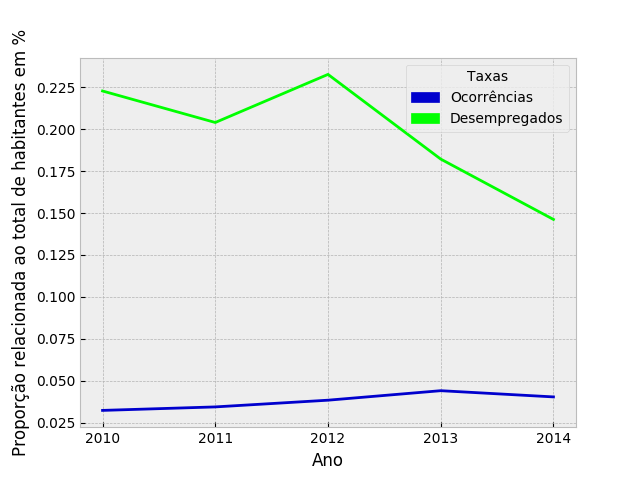 Proporção relacionada ao total de habitantes em %
0.225
0.200
0.175
0.150
0.125
0.100
0.075
0.050
0.025
Taxas
Ocorrências
Desempregados
2010 2011 2012 2013 2014
Ano